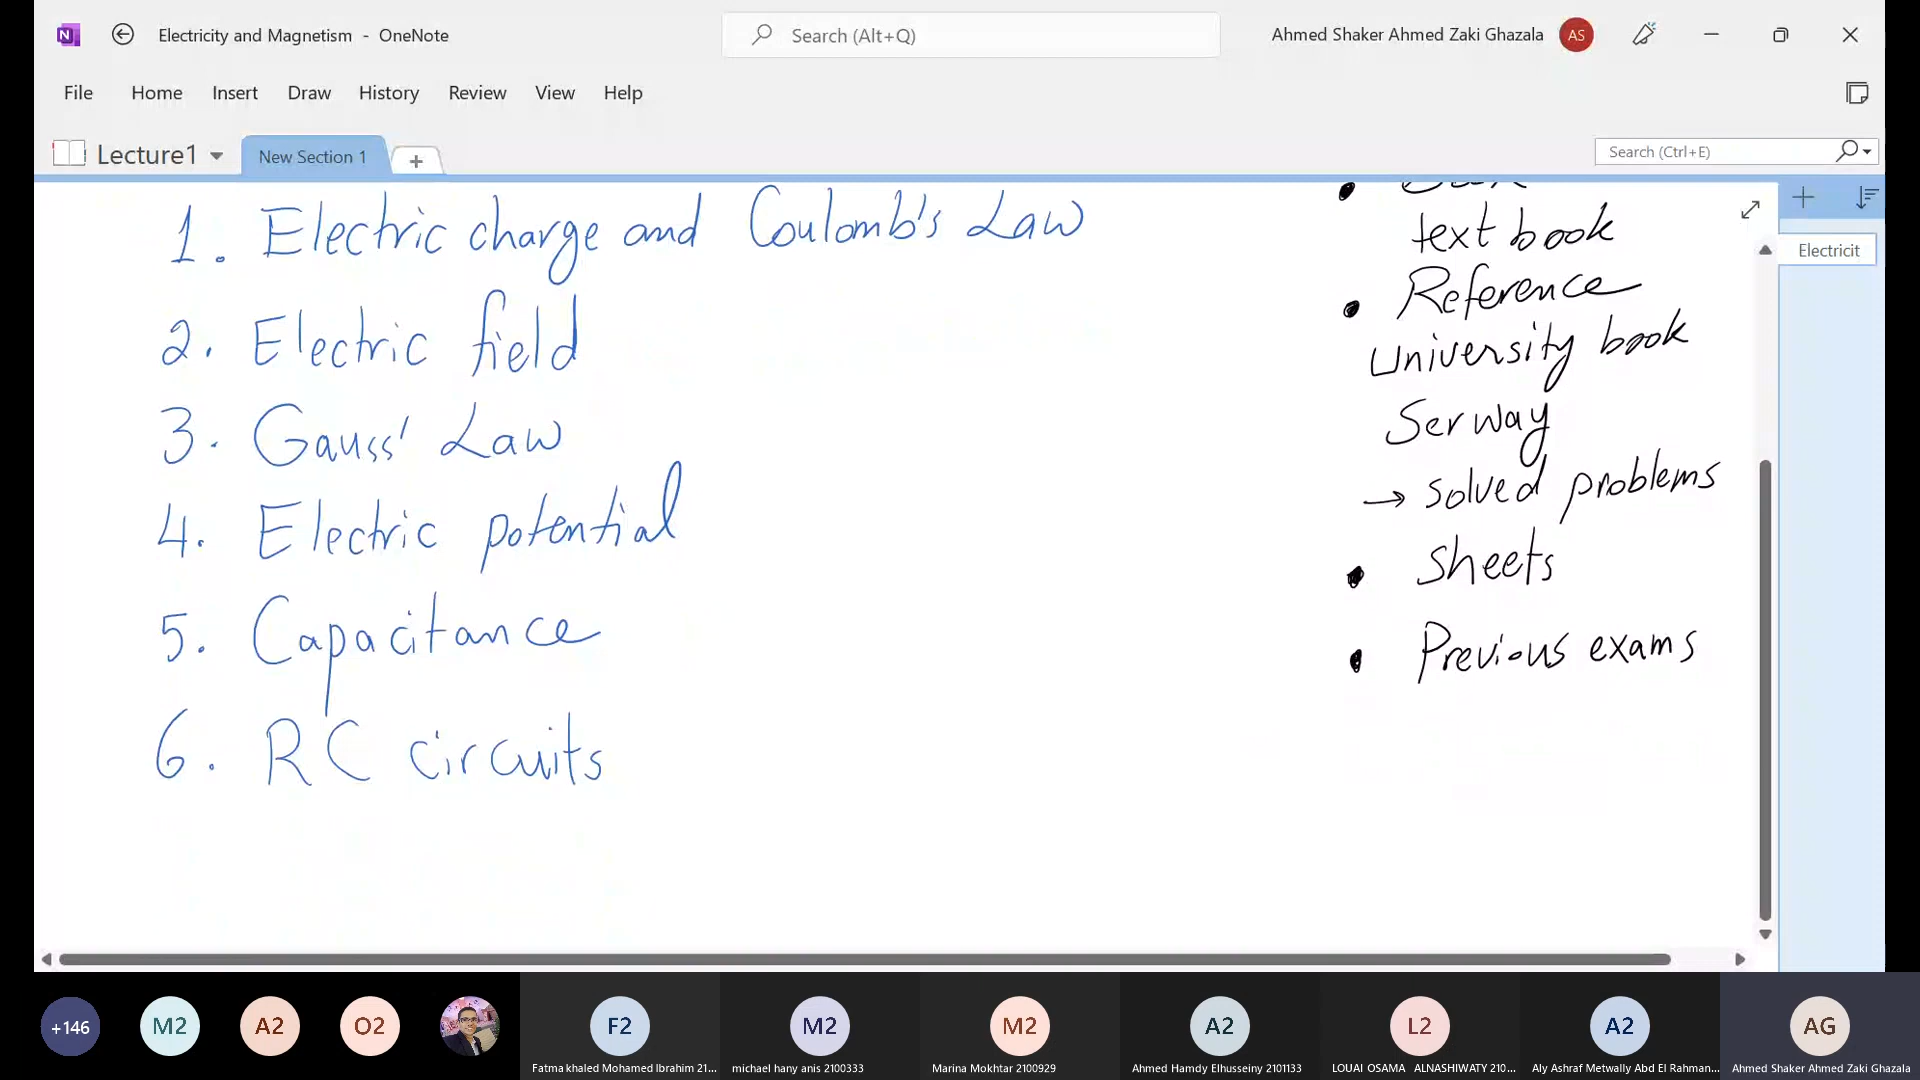 Electricity and Magnetism - OneNote
Search (Alt+Q)
Ahmed Shaker Ahmed Zaki Ghazala
AS
File Home Insert Draw History Review View Help
Lecture1
New Section 1
Search (Ctrl+E)
Electricit
1. Electric charge and Coulomb's Law
2. Electric field
3. Gauss' Law
4. Electric potential
5. Capacitance
6. RC circuits
text book
• Reference
University book
Serway
→ solved problems
• Sheets
• Previous exams
+146
M2
A2
O2
F2
Fatma khaled Mohamed Ibrahim 21...
M2
michael hany anis 2100333
M2
Marina Mokhtar 2100929
A2
Ahmed Hamdy Elhusseiny 2101133
L2
LOUAI OSAMA ALNASHIWATY 210...
A2
Aly Ashraf Metwally Abd El Rahman...
AG
Ahmed Shaker Ahmed Zaki Ghazala